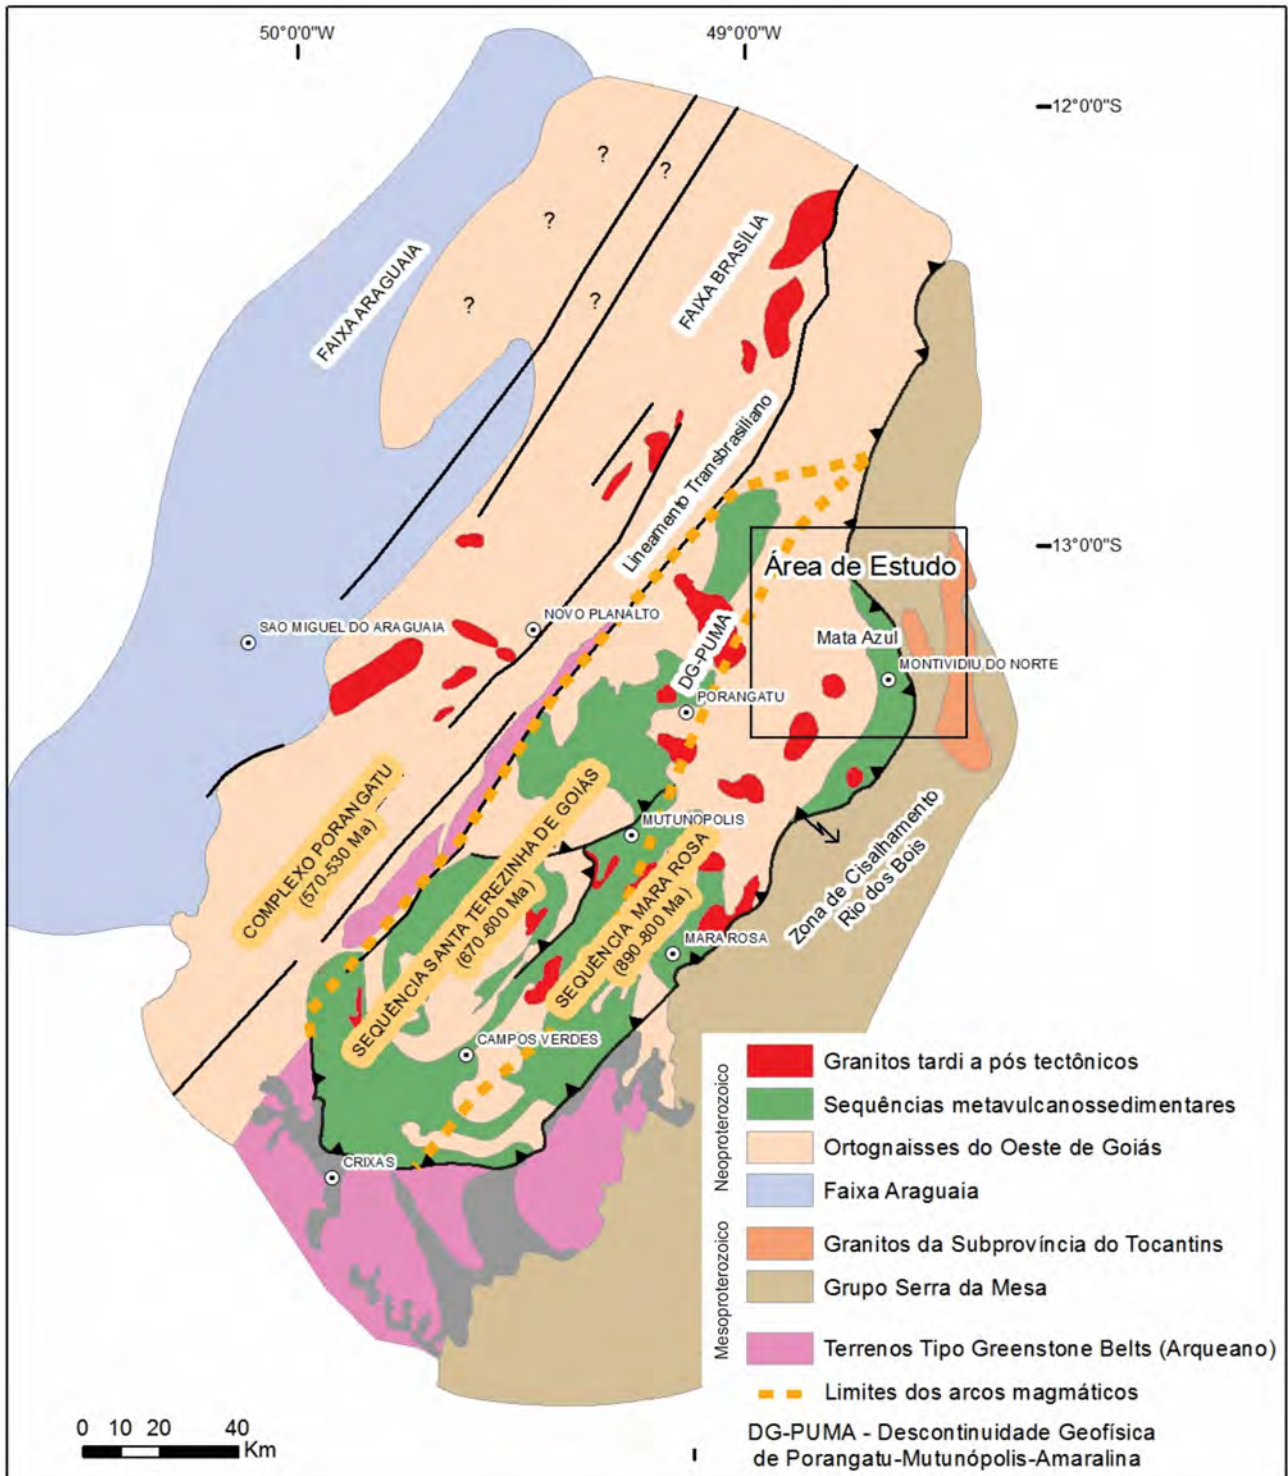 50°0'0"W
49°0'0"W
12°0'0"S
?
?
?
?
?
FAIXA ARAGUAIA
FAIXA BRASÍLIA
Lineamento Transbrasiliano
13°0'0"S
Área de Estudo
SAO MIGUEL DO ARAGUAIA
NOVO PLANALTO
Mata Azul
MONTIVIDIU DO NORTE
DG-PUMA
PORANGATU
COMPLEXO PORANGATU
(570-530 Ma)
SEQUÊNCIA SANTA TEREZINHA DE GOIÁS
(670-600 Ma)
MUTUNOPOLIS
SEQUÊNCIA MARA ROSA
(890-800 Ma)
Zona de Cisalhamento
Rio dos Bois
MARA ROSA
CAMPOS VERDES
CRIXAS
Neoproterozoico
Granitos tardi a pós tectônicos
Sequências metavulcanossedimentares
Ortognaisses do Oeste de Goiás
Faixa Araguaia
Mesoproterozoico
Granitos da Subprovíncia do Tocantins
Grupo Serra da Mesa
Terrenos Tipo Greenstone Belts (Arqueano)
Limites dos arcos magmáticos
DG-PUMA - Descontinuidade Geofísica
de Porangatu-Mutunópolis-Amaralina
0 10 20 40
Km